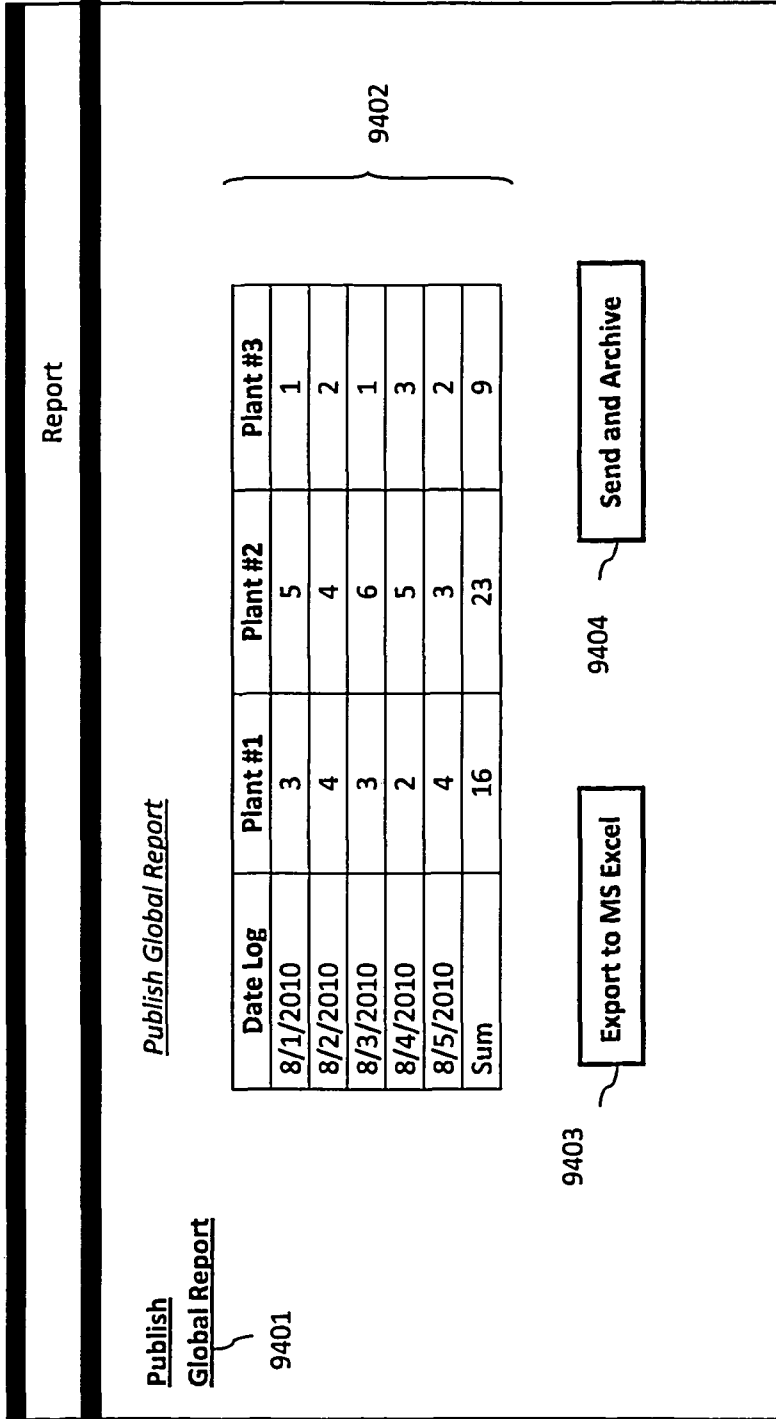 Report
Publish
Global Report
9401
Publish Global Report
Date Log Plant #1 Plant #2 Plant #3
8/1/2010 3 5 1
8/2/2010 4 4 2
8/3/2010 3 6 1
8/4/2010 2 5 3
8/5/2010 4 3 2
Sum 16 23 9
9402
9403
Export to MS Excel
9404
Send and Archive